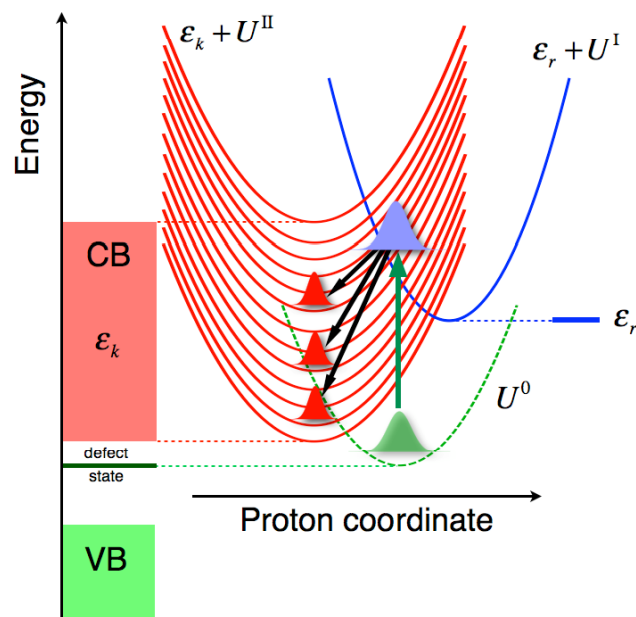 ε_k + U^II
ε_r + U^I
Energy
CB
ε_k
ε_r
U^0
defect
state
Proton coordinate
VB